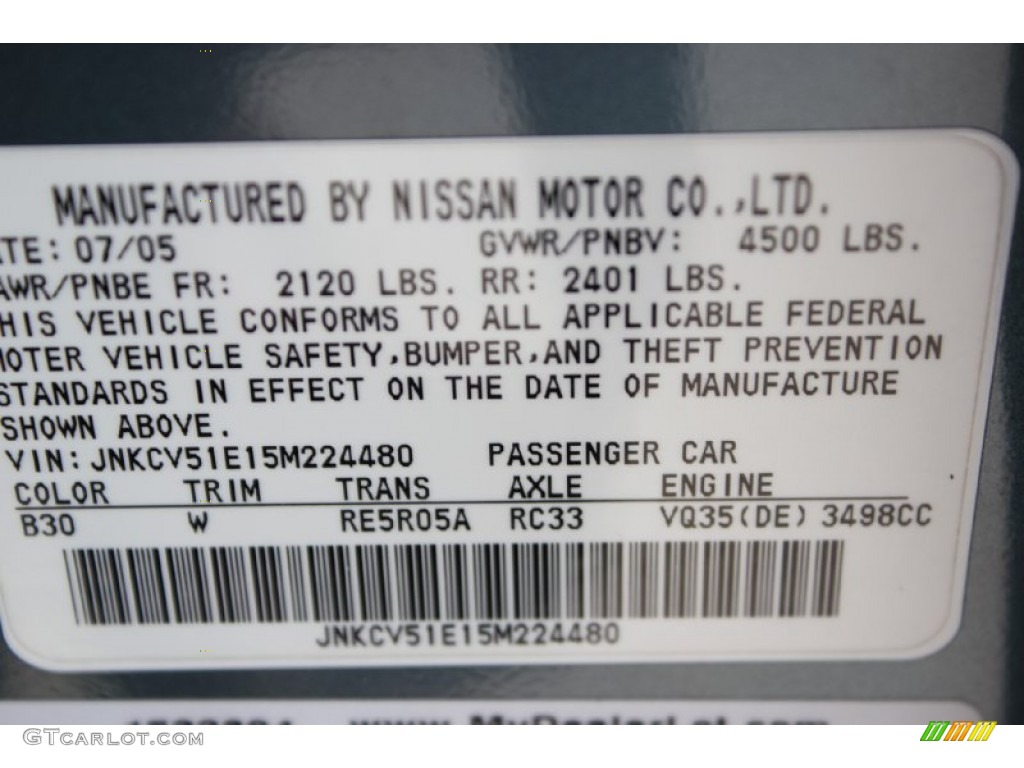 MANUFACTURED BY NISSAN MOTOR CO.,LTD.
TE: 07/05 GVWR/PNBV: 4500 LBS.
AWR/PNBE FR: 2120 LBS. RR: 2401 LBS.
HIS VEHICLE CONFORMS TO ALL APPLICABLE FEDERAL
OTER VEHICLE SAFETY,BUMPER,AND THEFT PREVENTION
STANDARDS IN EFFECT ON THE DATE OF MANUFACTURE
SHOWN ABOVE.
VIN: JNKCV51E15M224480 PASSENGER CAR
COLOR TRIM TRANS AXLE ENGINE
B30 W RE5R05A RC33 VQ35(DE) 3498CC
JNKCV51E15M224480
GTCarLot.com